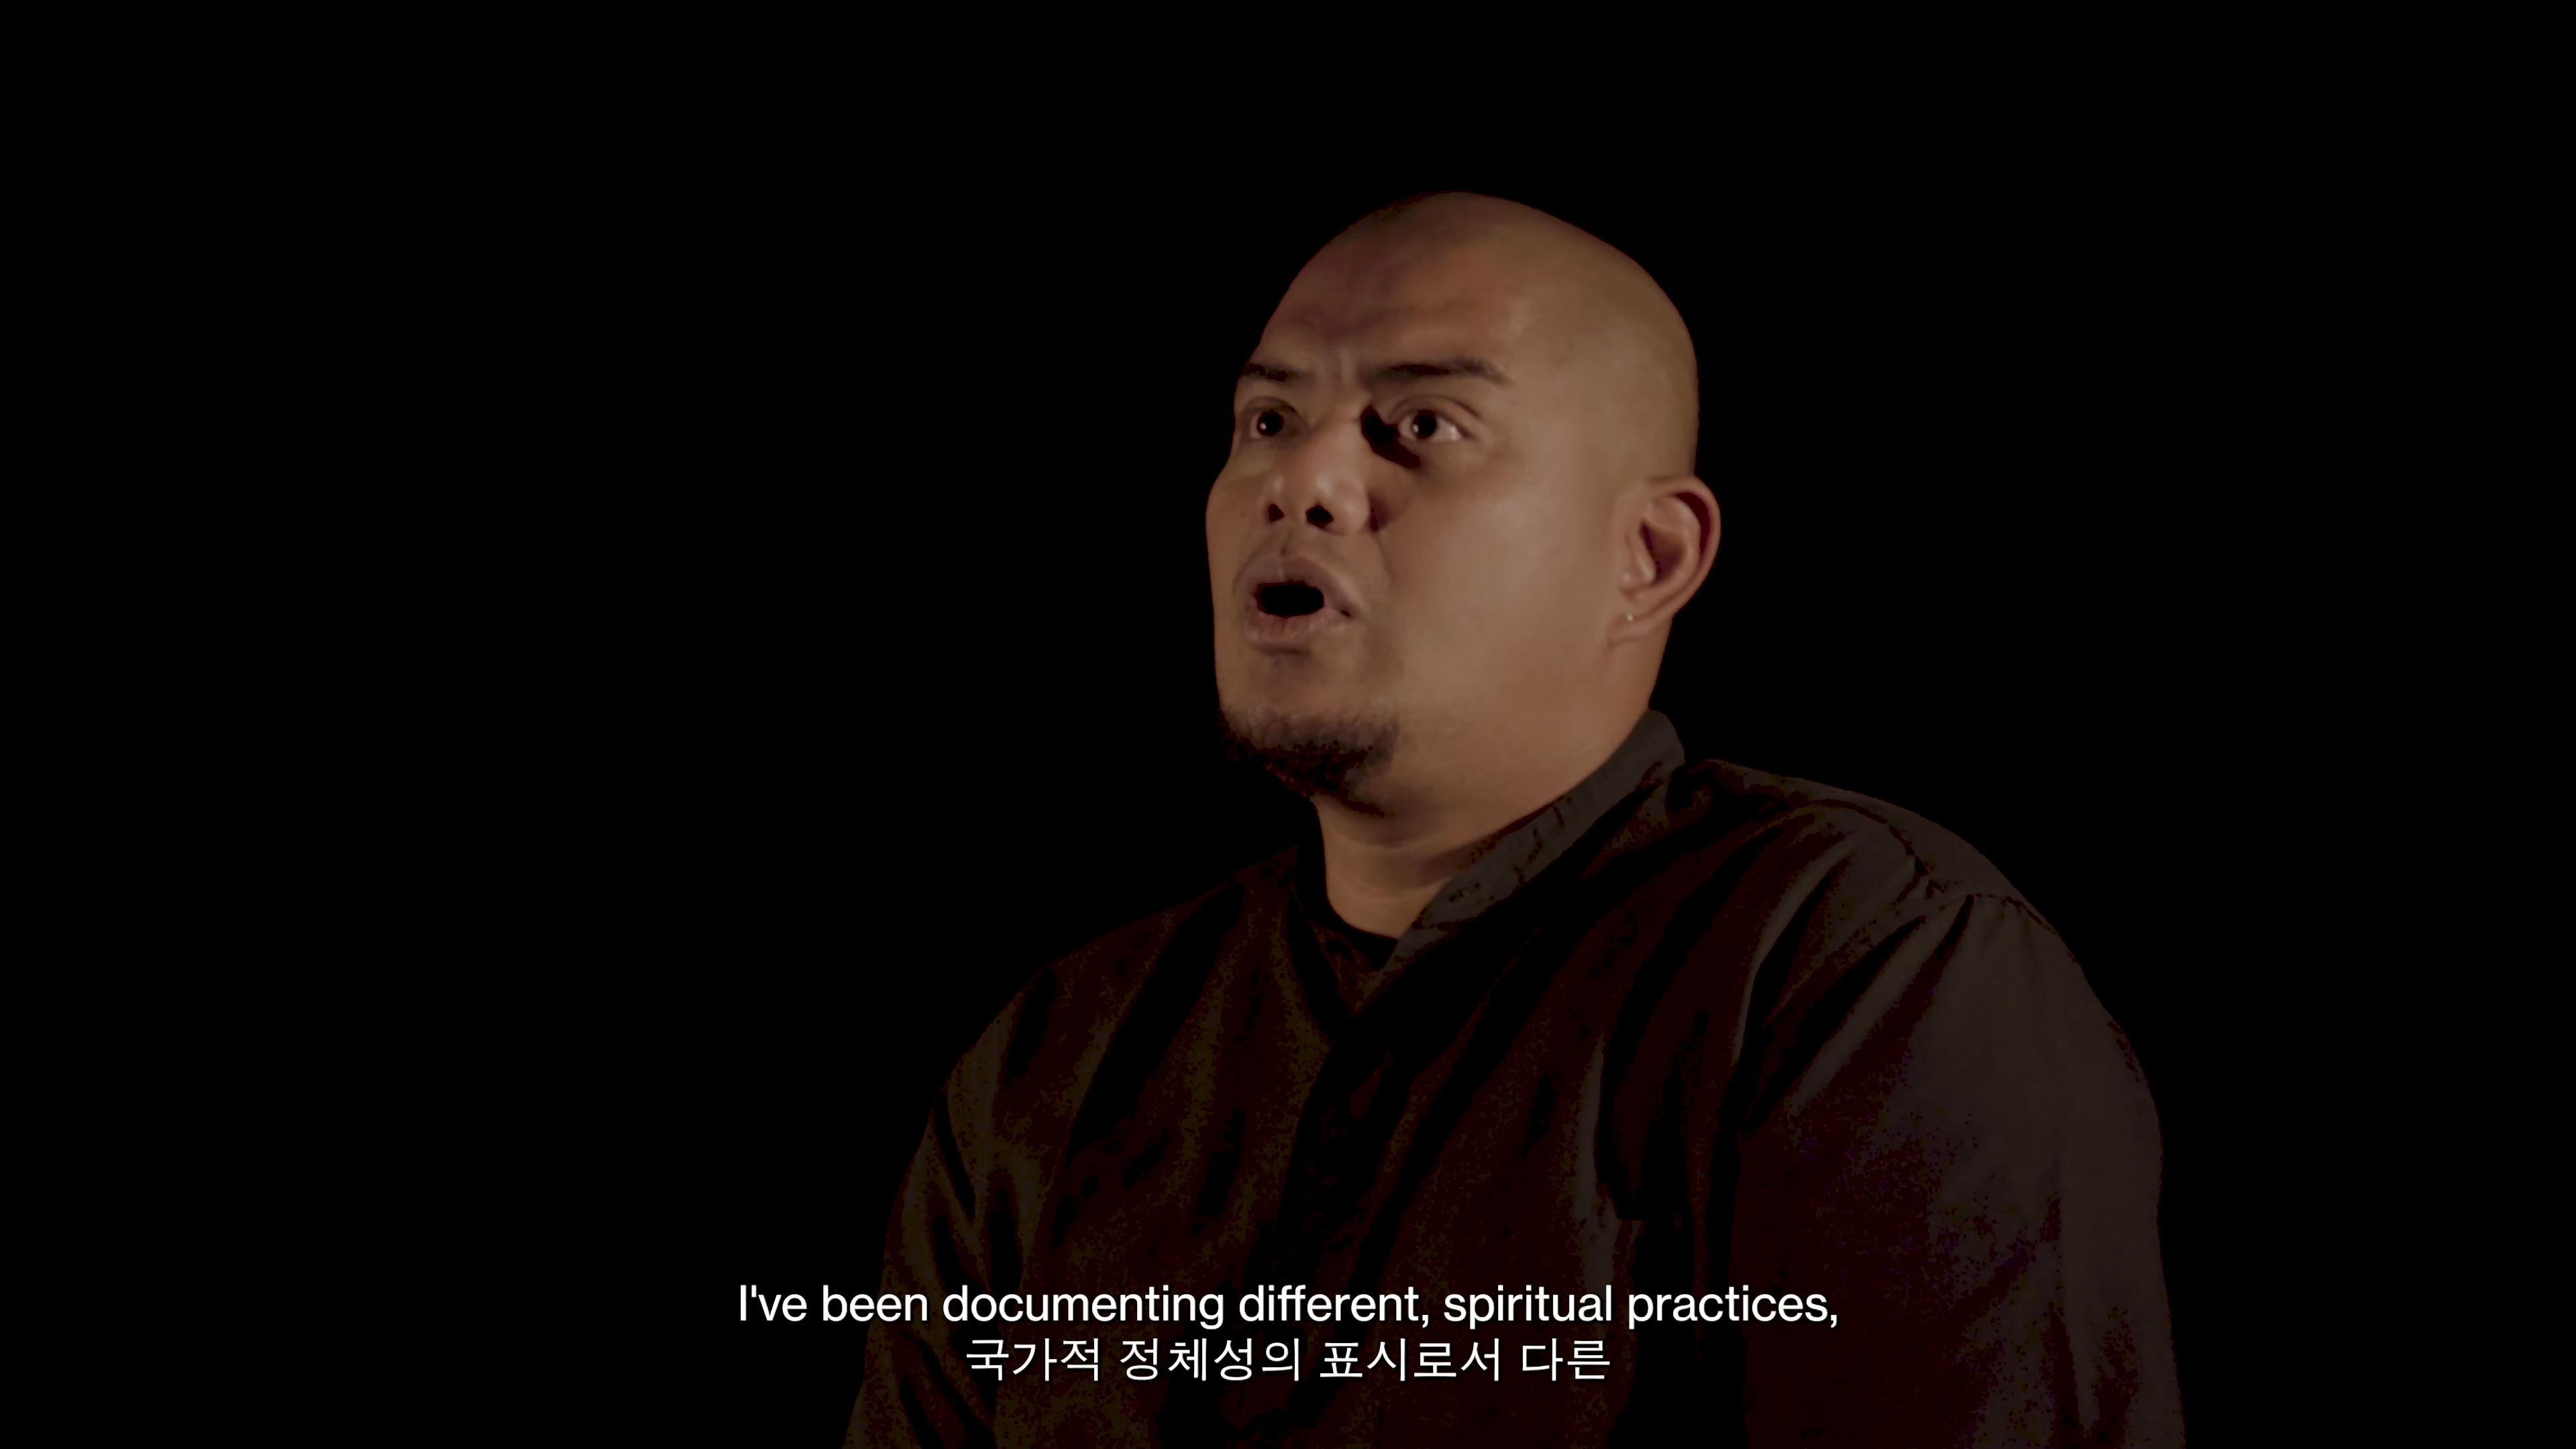 I've been documenting different, spiritual practices,
국가적 정체성의 표시로서 다른